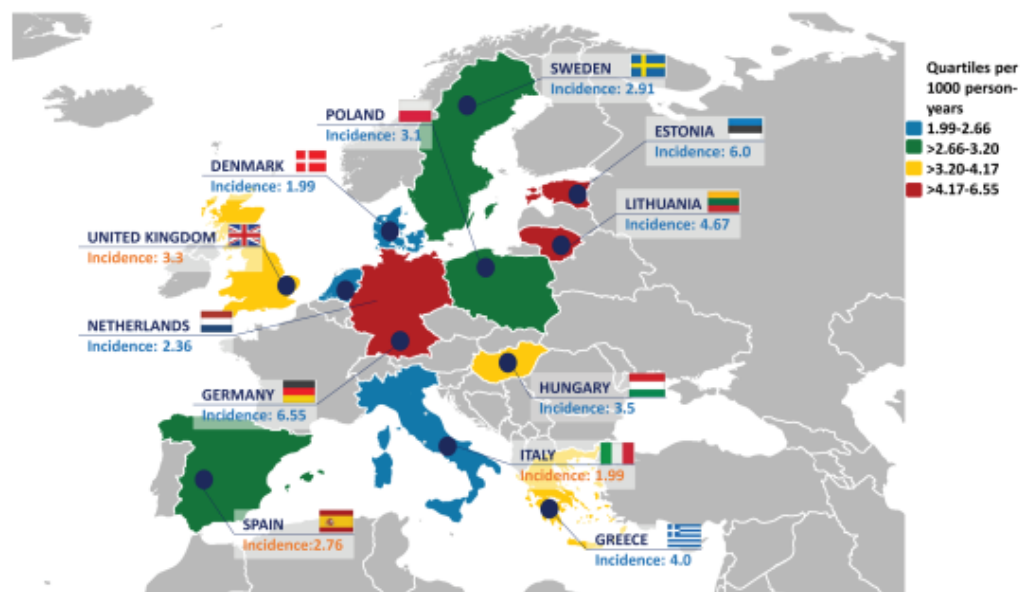 SWEDEN
Incidence: 2.91
POLAND
Incidence: 3.1
ESTONIA
Incidence: 6.0
DENMARK
Incidence: 1.99
LITHUANIA
Incidence: 4.67
UNITED KINGDOM
Incidence: 3.3
NETHERLANDS
Incidence: 2.36
GERMANY
Incidence: 6.55
HUNGARY
Incidence: 3.5
ITALY
Incidence: 1.99
SPAIN
Incidence:2.76
GREECE
Incidence: 4.0
Quartiles per
1000 person-
years
1.99-2.66
>2.66-3.20
>3.20-4.17
>4.17-6.55